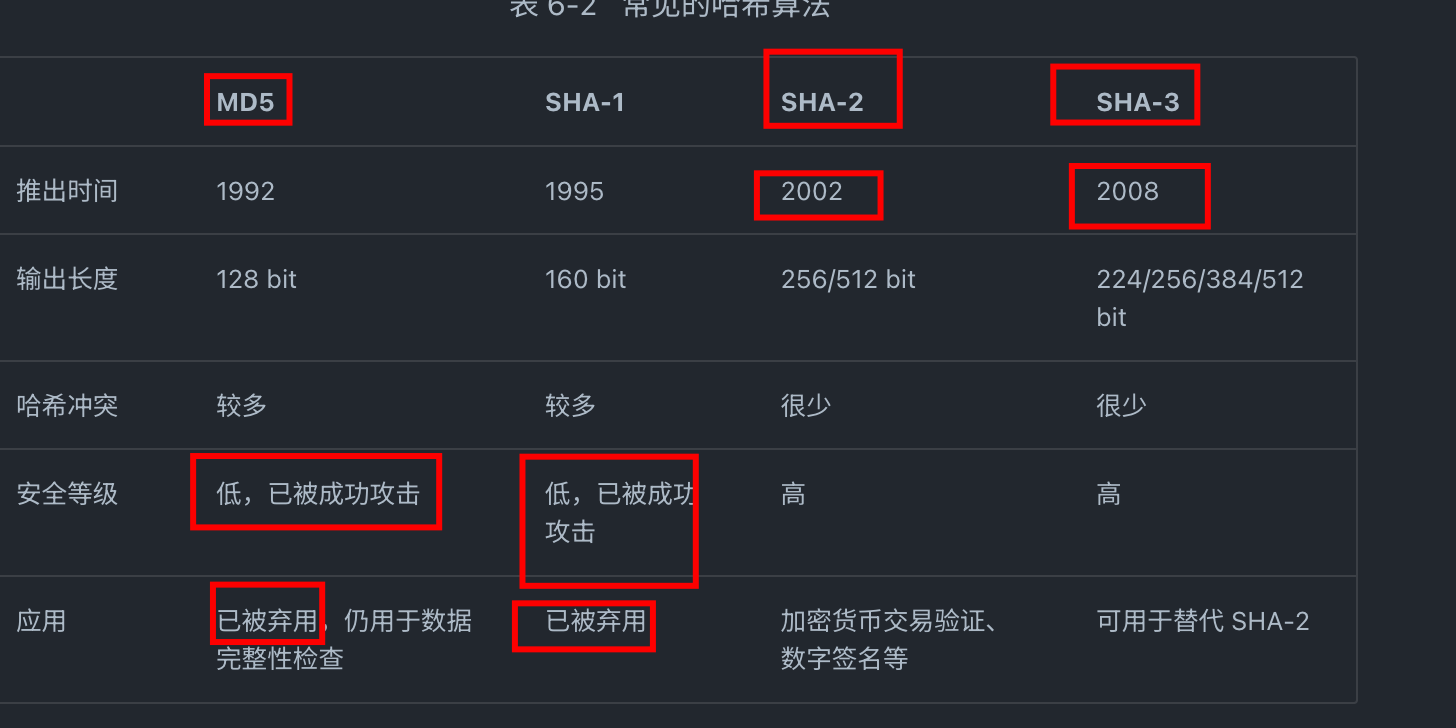 表 6-2 常见的哈希算法
MD5 SHA-1 SHA-2 SHA-3
推出时间 1992 1995 2002 2008
输出长度 128 bit 160 bit 256/512 bit 224/256/384/512
bit
哈希冲突 较多 较多 很少 很少
安全等级 低，已被成功攻击 低，已被成功 高 高
攻击
应用 已被弃用，仍用于数据 已被弃用 加密货币交易验证、 可用于替代 SHA-2
完整性检查 数字签名等